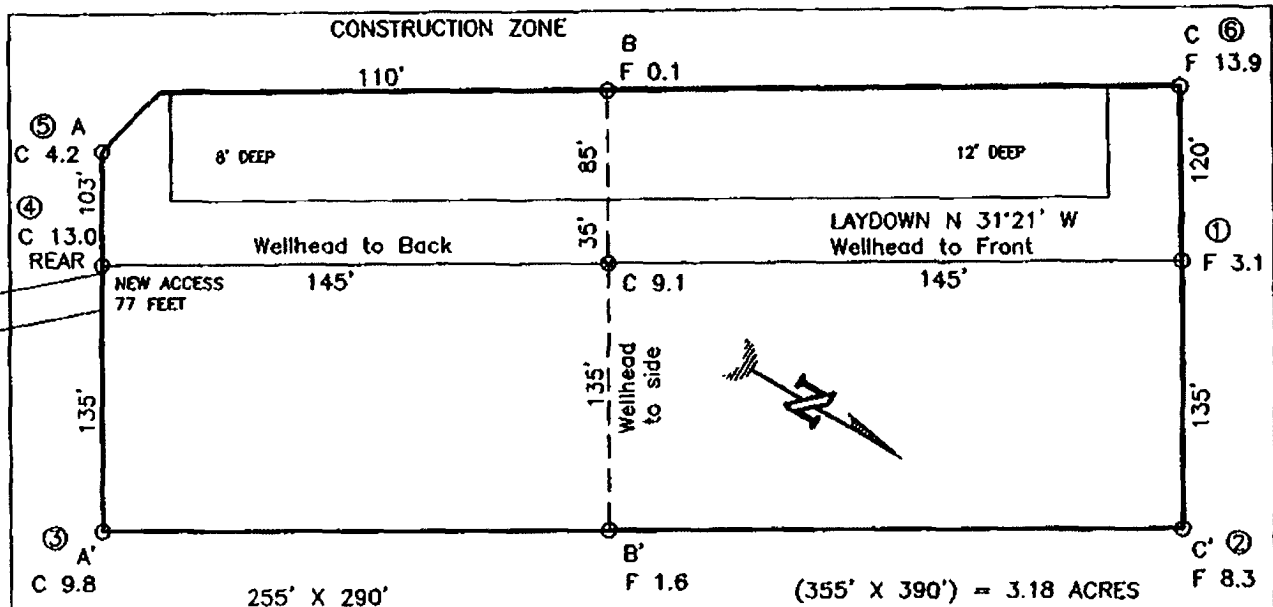 CONSTRUCTION ZONE
B
F 0.1
C ⑥
F 13.9
110'
⑤ A
C 4.2
8' DEEP
85'
12' DEEP
120'
103'
④
C 13.0
REAR
Wellhead to Back
35'
LAYDOWN N 31°21' W
Wellhead to Front
①
F 3.1
NEW ACCESS
77 FEET
145'
C 9.1
145'
135'
135'
Wellhead
to side
N
135'
③
A'
C 9.8
B'
F 1.6
C' ②
F 8.3
255' X 290'
(355' X 390') = 3.18 ACRES